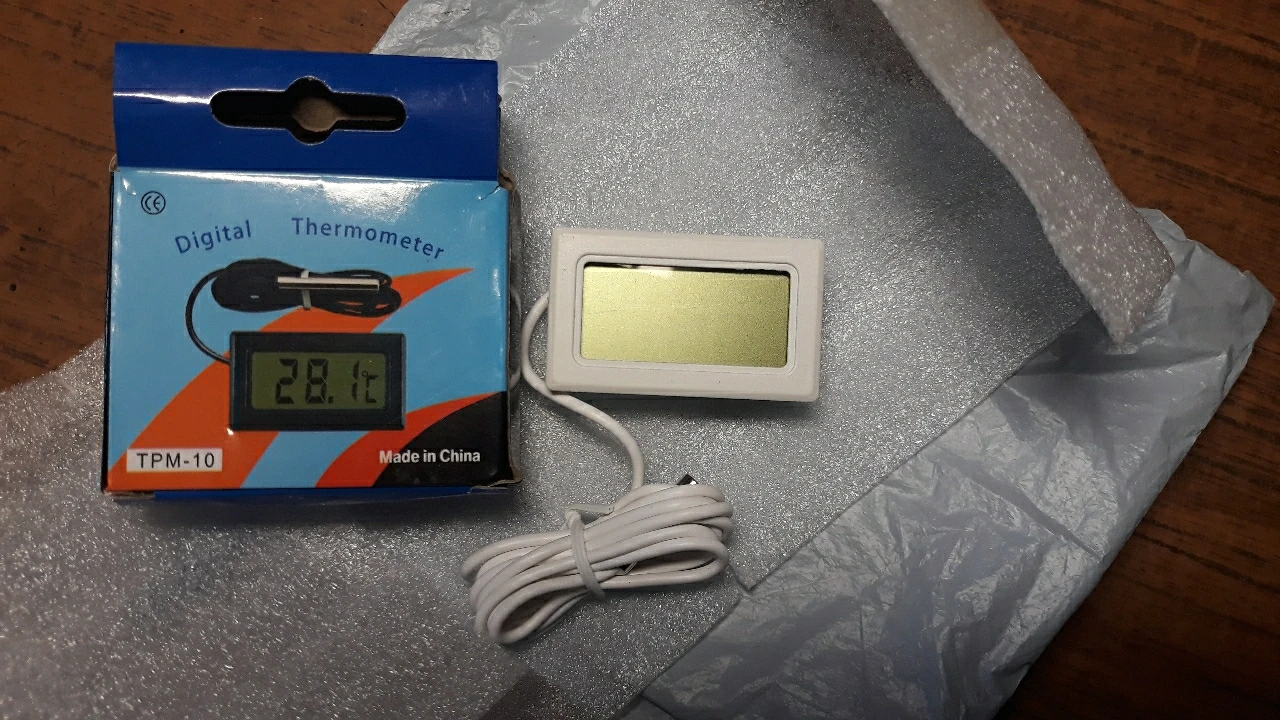 CE
Digital Thermometer
28.1℃
TPM-10
Made in China